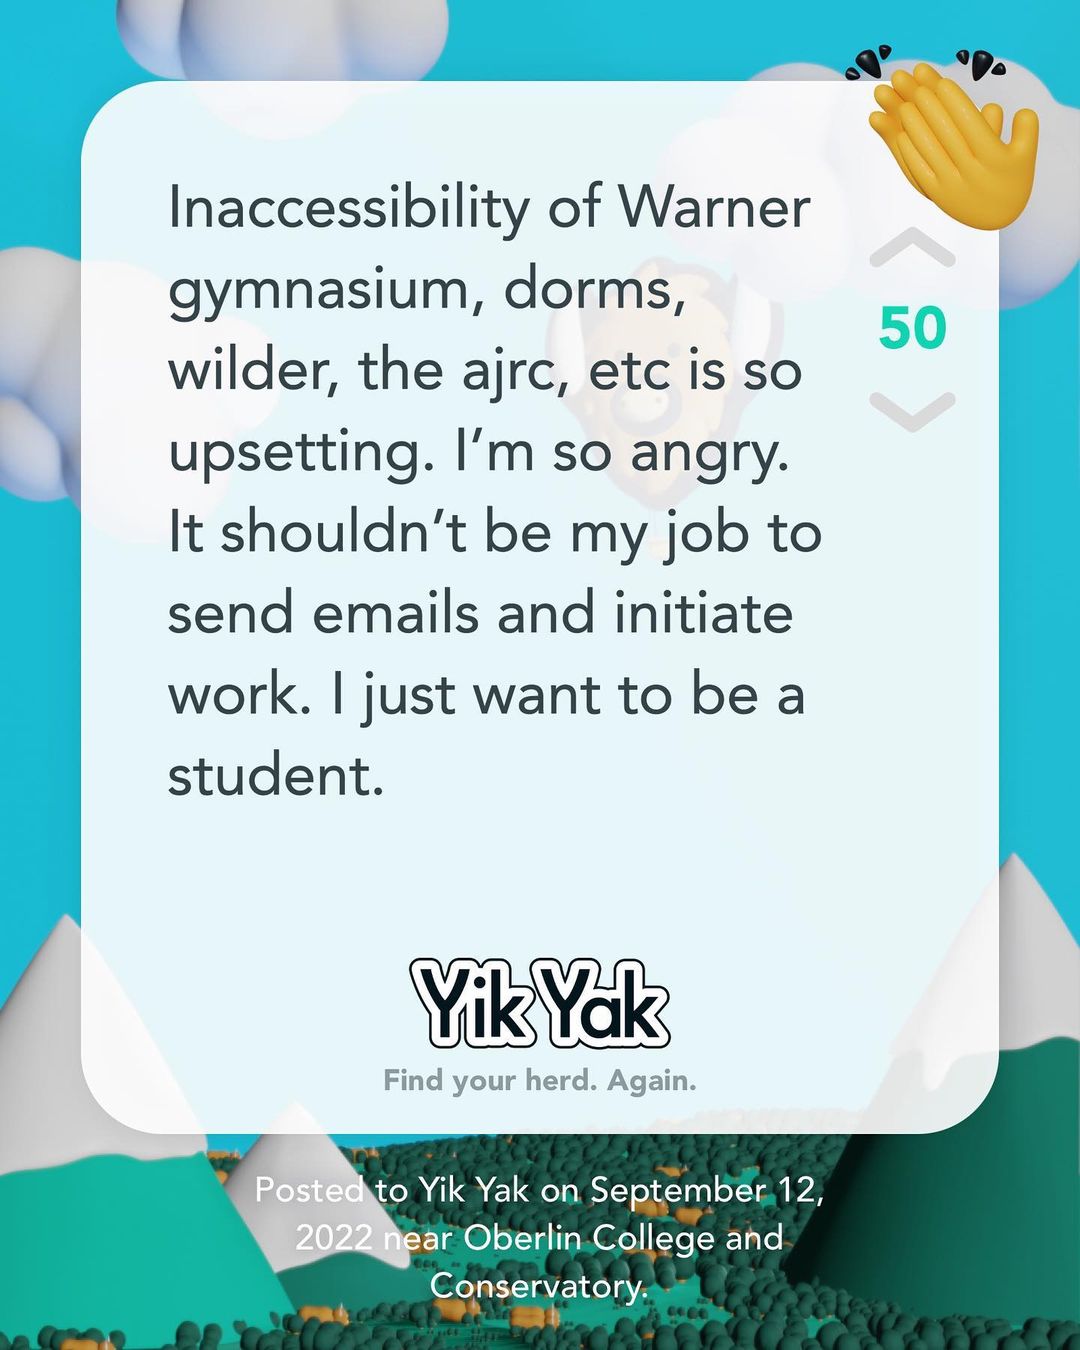 Inaccessibility of Warner
gymnasium, dorms,
wilder, the ajrc, etc is so
upsetting. I’m so angry.
It shouldn’t be my job to
send emails and initiate
work. I just want to be a
student.
50
Yik Yak
Find your herd. Again.
Posted to Yik Yak on September 12,
2022 near Oberlin College and
Conservatory.